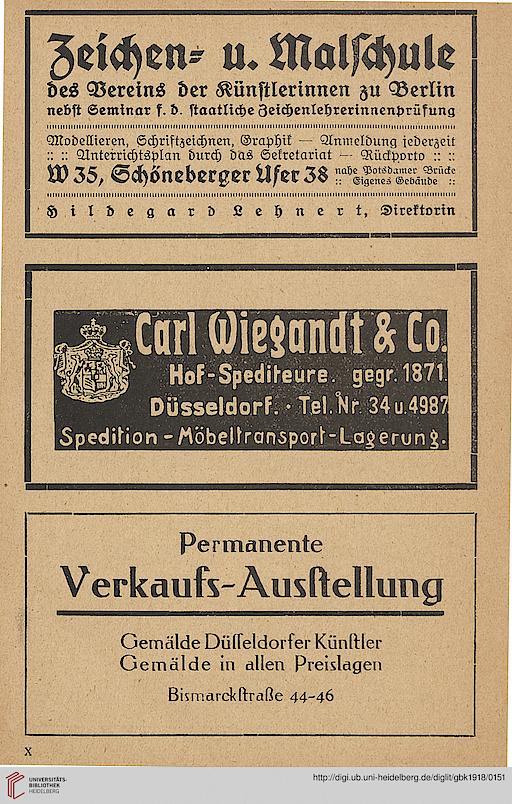 Zeichen- u. Malschule
des Vereins der Künstlerinnen zu Berlin
nebst Seminar f. d. staatliche Zeichenlehrerinnenprüfung
Modellieren, Schriftzeichnen, Graphik — Anmeldung jederzeit
:: :: Unterrichtsplan durch das Sekretariat — Rückporto :: ::
W 35, Schöneberger Ufer 38 nahe Potsdamer Brücke
:: Eigenes Gebäude ::
Hildegard Lehnert, Direktorin
Carl Wiegandt & Co.
Hof-Spediteure. gegr. 1871.
Düsseldorf. · Tel. Nr. 34 u. 4987
Spedition - Möbeltransport - Lagerung.
Permanente
Verkaufs-Ausſtellung
Gemälde Düſſeldorfer Künſtler
Gemälde in allen Preislagen
Bismarckſtraße 44-46
X
UNIVERSITÄTS-
BIBLIOTHEK
HEIDELBERG
http://digi.ub.uni-heidelberg.de/diglit/gbk1918/0151